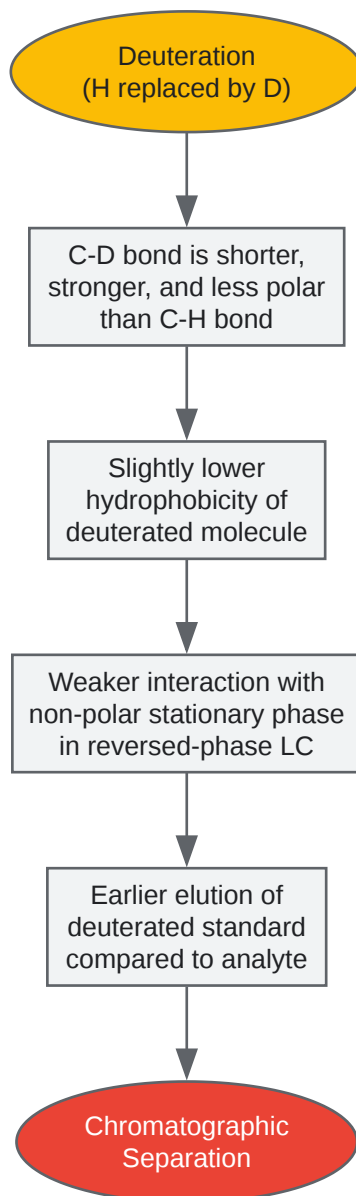 Deuteration
(H replaced by D)
C-D bond is shorter,
stronger, and less polar
than C-H bond
Slightly lower
hydrophobicity of
deuterated molecule
Weaker interaction with
non-polar stationary phase
in reversed-phase LC
Earlier elution of
deuterated standard
compared to analyte
Chromatographic
Separation